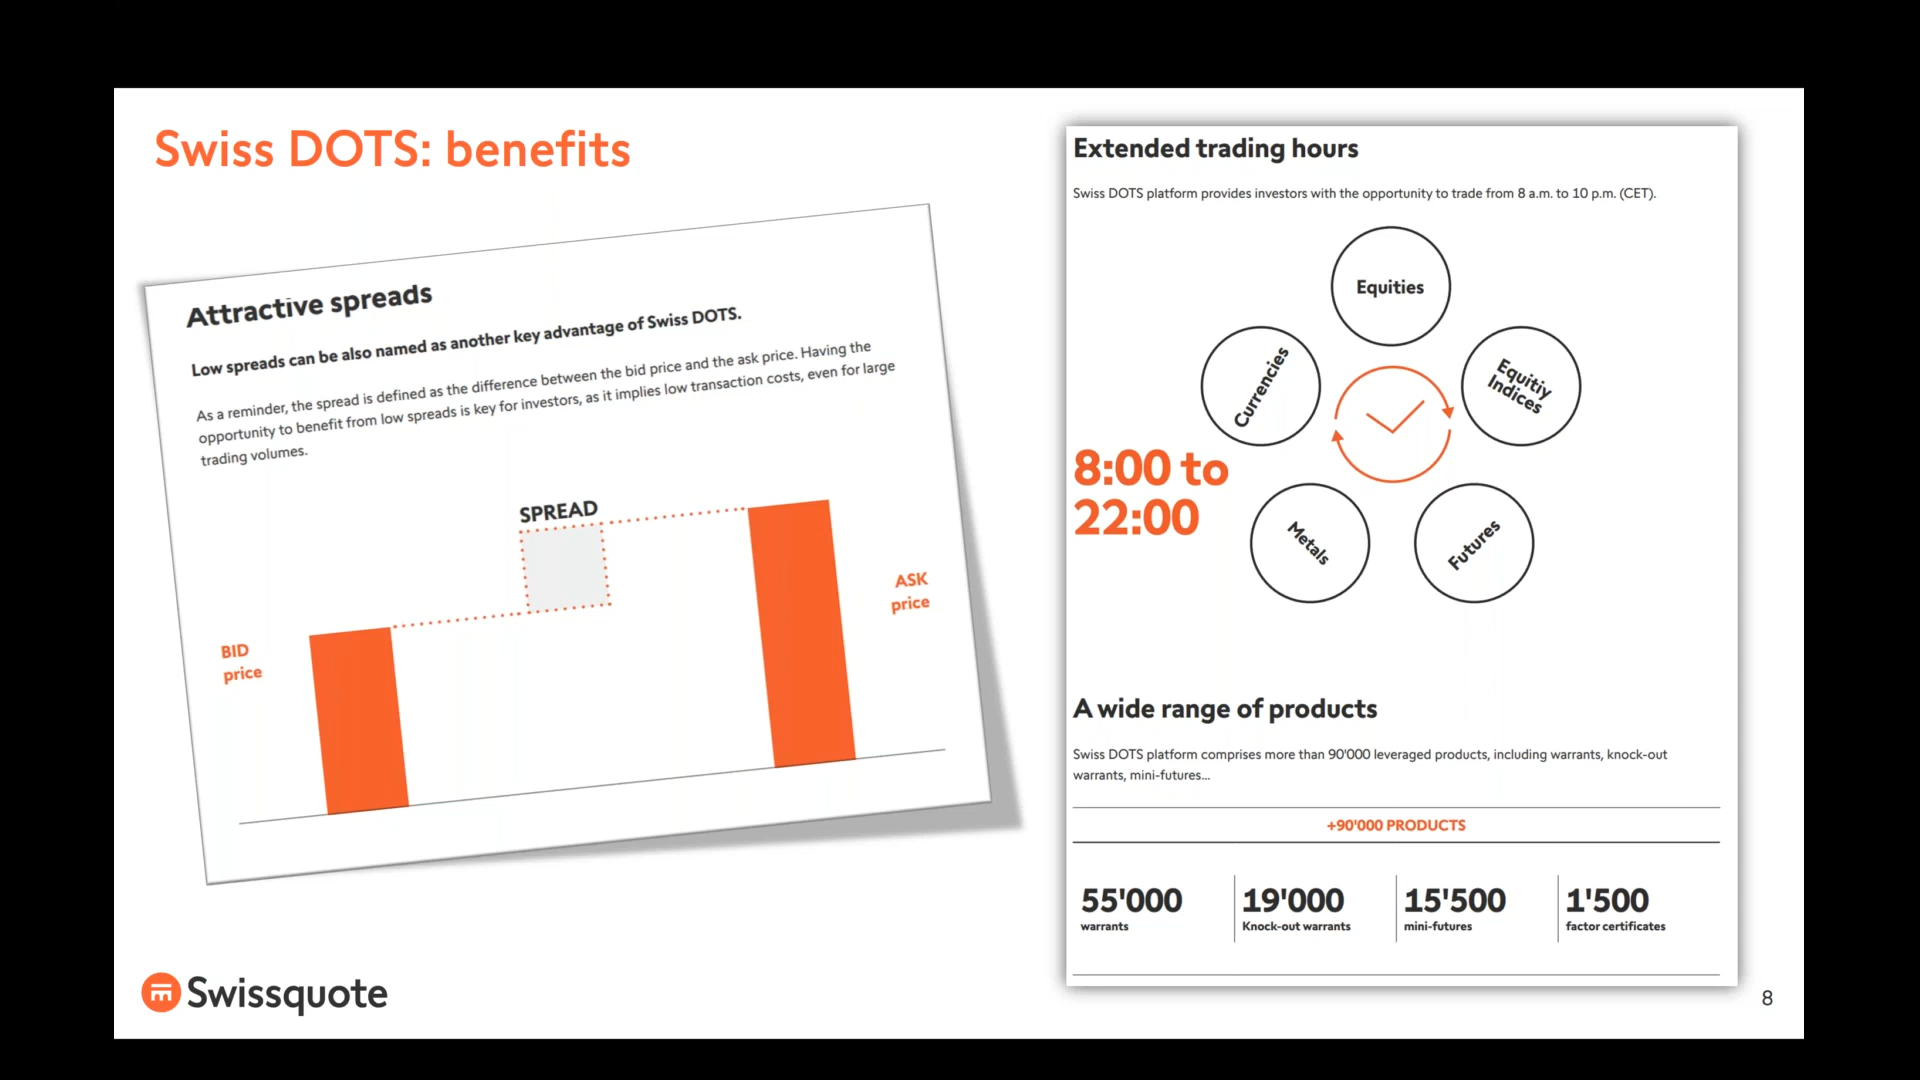 Swiss DOTS: benefits
Attractive spreads
Low spreads can be also named as another key advantage of Swiss DOTS.
As a reminder, the spread is defined as the difference between the bid price and the ask price. Having the
opportunity to benefit from low spreads is key for investors, as it implies low transaction costs, even for large
trading volumes.
SPREAD
BID
price
ASK
price
Extended trading hours
Swiss DOTS platform provides investors with the opportunity to trade from 8 a.m. to 10 p.m. (CET).
Equities
Currencies
Equitiy
Indices
8:00 to
22:00
Metals
Futures
A wide range of products
Swiss DOTS platform comprises more than 90'000 leveraged products, including warrants, knock-out
warrants, mini-futures...
+90'000 PRODUCTS
55'000
warrants
19'000
Knock-out warrants
15'500
mini-futures
1'500
factor certificates
Swissquote
8